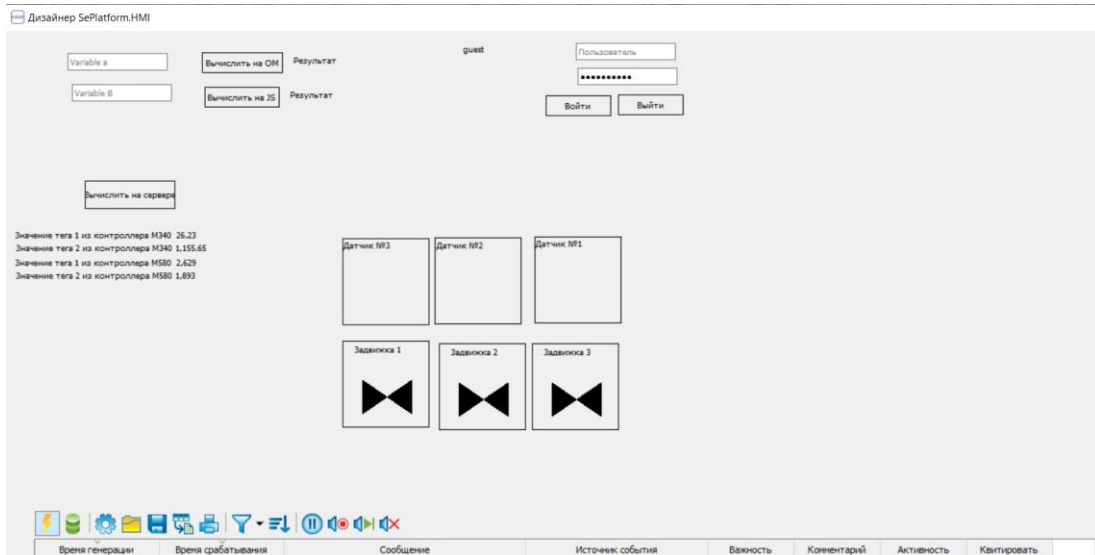 Дизайнер SePlatform.HMI
Variable a
Вычислить на OM
Результат
guest
Пользователь
Variable B
Вычислить на JS
Результат
••••••••••
Войти
Выйти
Вычислить на сервере
Значение тега 1 из контроллера M340 26.23
Значение тега 2 из контроллера M340 1,155.65
Значение тега 1 из контроллера M580 2,629
Значение тега 2 из контроллера M580 1,893
Датчик №3
Датчик №2
Датчик №1
Задвижка 1
Задвижка 2
Задвижка 3
Время генерации
Время срабатывания
Сообщение
Источник события
Важность
Комментарий
Активность
Квитировать